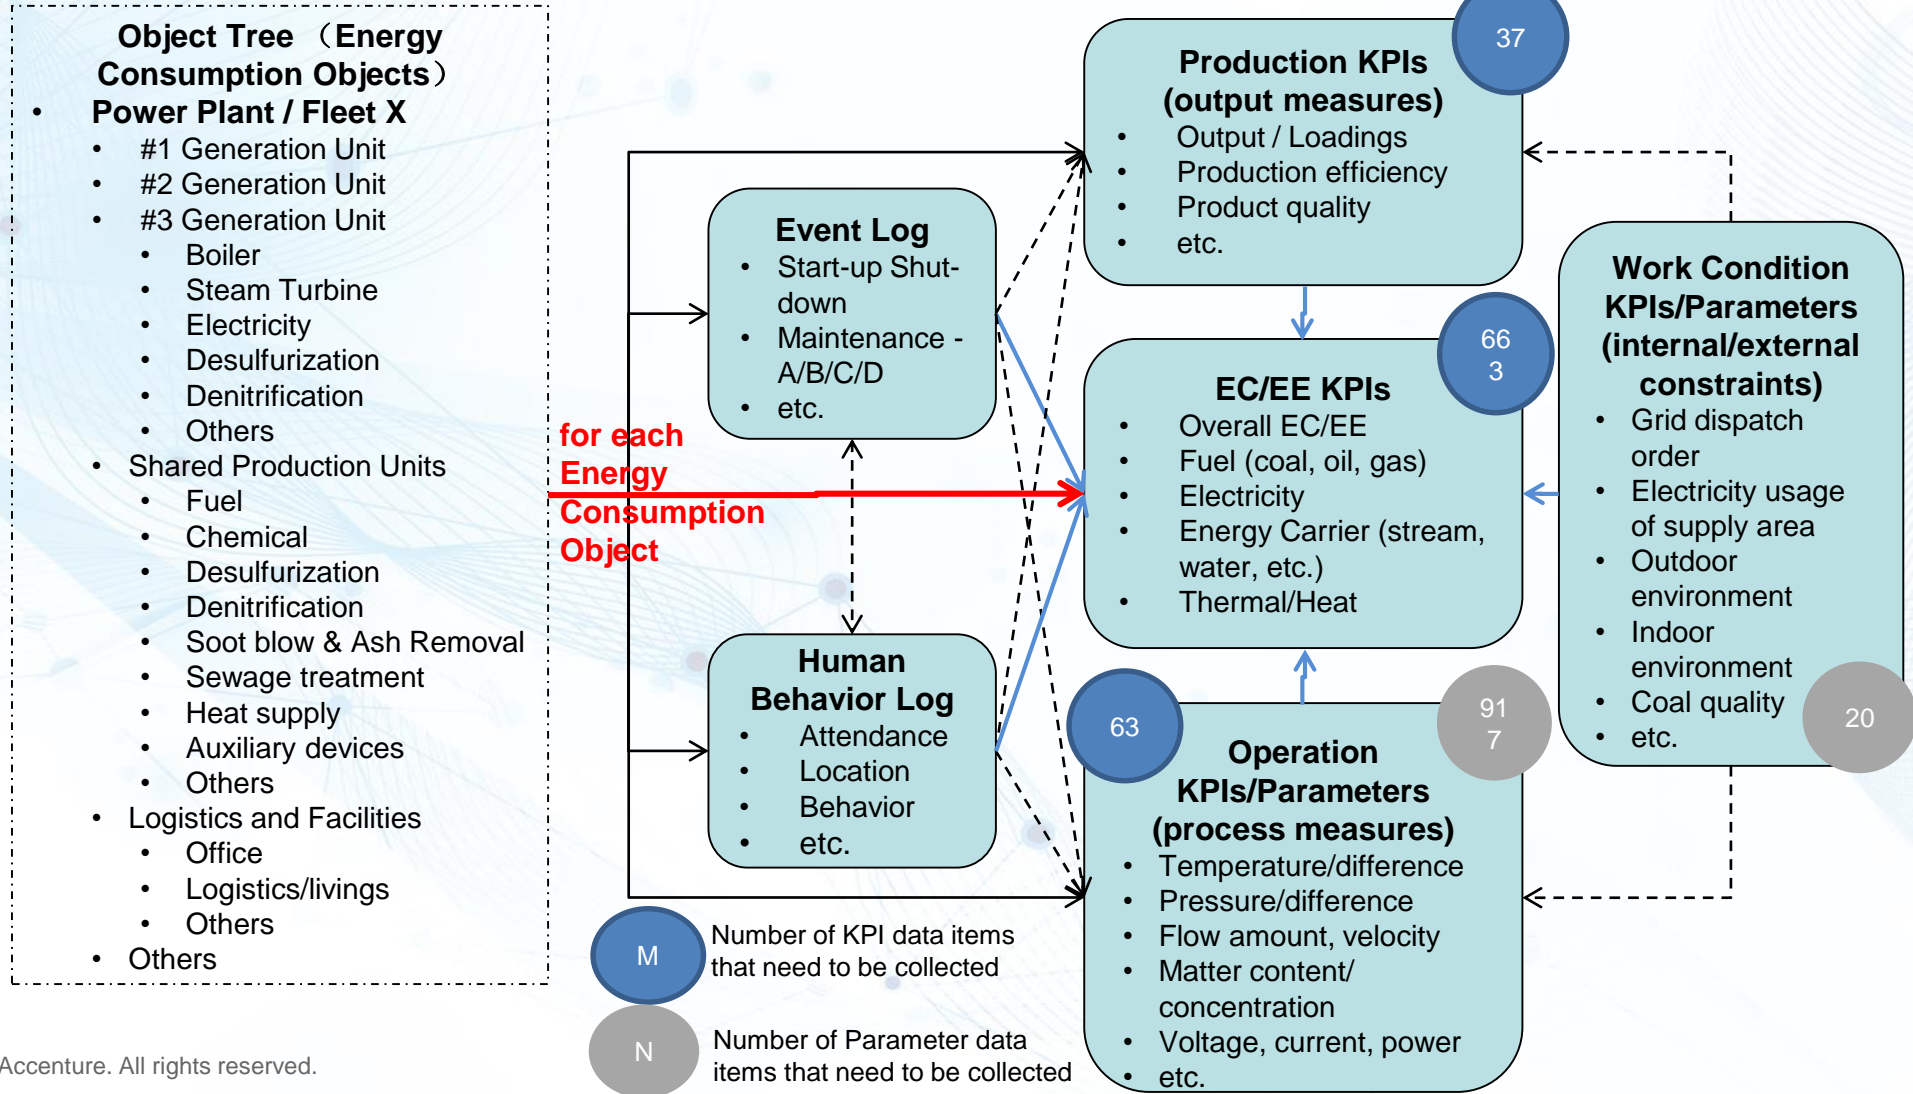 Object Tree （Energy
Consumption Objects）
• Power Plant / Fleet X
• #1 Generation Unit
• #2 Generation Unit
• #3 Generation Unit
• Boiler
• Steam Turbine
• Electricity
• Desulfurization
• Denitrification
• Others
• Shared Production Units
• Fuel
• Chemical
• Desulfurization
• Denitrification
• Soot blow & Ash Removal
• Sewage treatment
• Heat supply
• Auxiliary devices
• Others
• Logistics and Facilities
• Office
• Logistics/livings
• Others
• Others
for each
Energy
Consumption
Object
Event Log
• Start-up Shut-
down
• Maintenance -
A/B/C/D
• etc.
Human
Behavior Log
• Attendance
• Location
• Behavior
• etc.
37
Production KPIs
(output measures)
• Output / Loadings
• Production efficiency
• Product quality
• etc.
66
3
EC/EE KPIs
• Overall EC/EE
• Fuel (coal, oil, gas)
• Electricity
• Energy Carrier (stream,
water, etc.)
• Thermal/Heat
63
91
7
Operation
KPIs/Parameters
(process measures)
• Temperature/difference
• Pressure/difference
• Flow amount, velocity
• Matter content/
concentration
• Voltage, current, power
• etc.
Work Condition
KPIs/Parameters
(internal/external
constraints)
• Grid dispatch
order
• Electricity usage
of supply area
• Outdoor
environment
• Indoor
environment
• Coal quality
• etc.
20
M
Number of KPI data items
that need to be collected
N
Number of Parameter data
items that need to be collected
Accenture. All rights reserved.